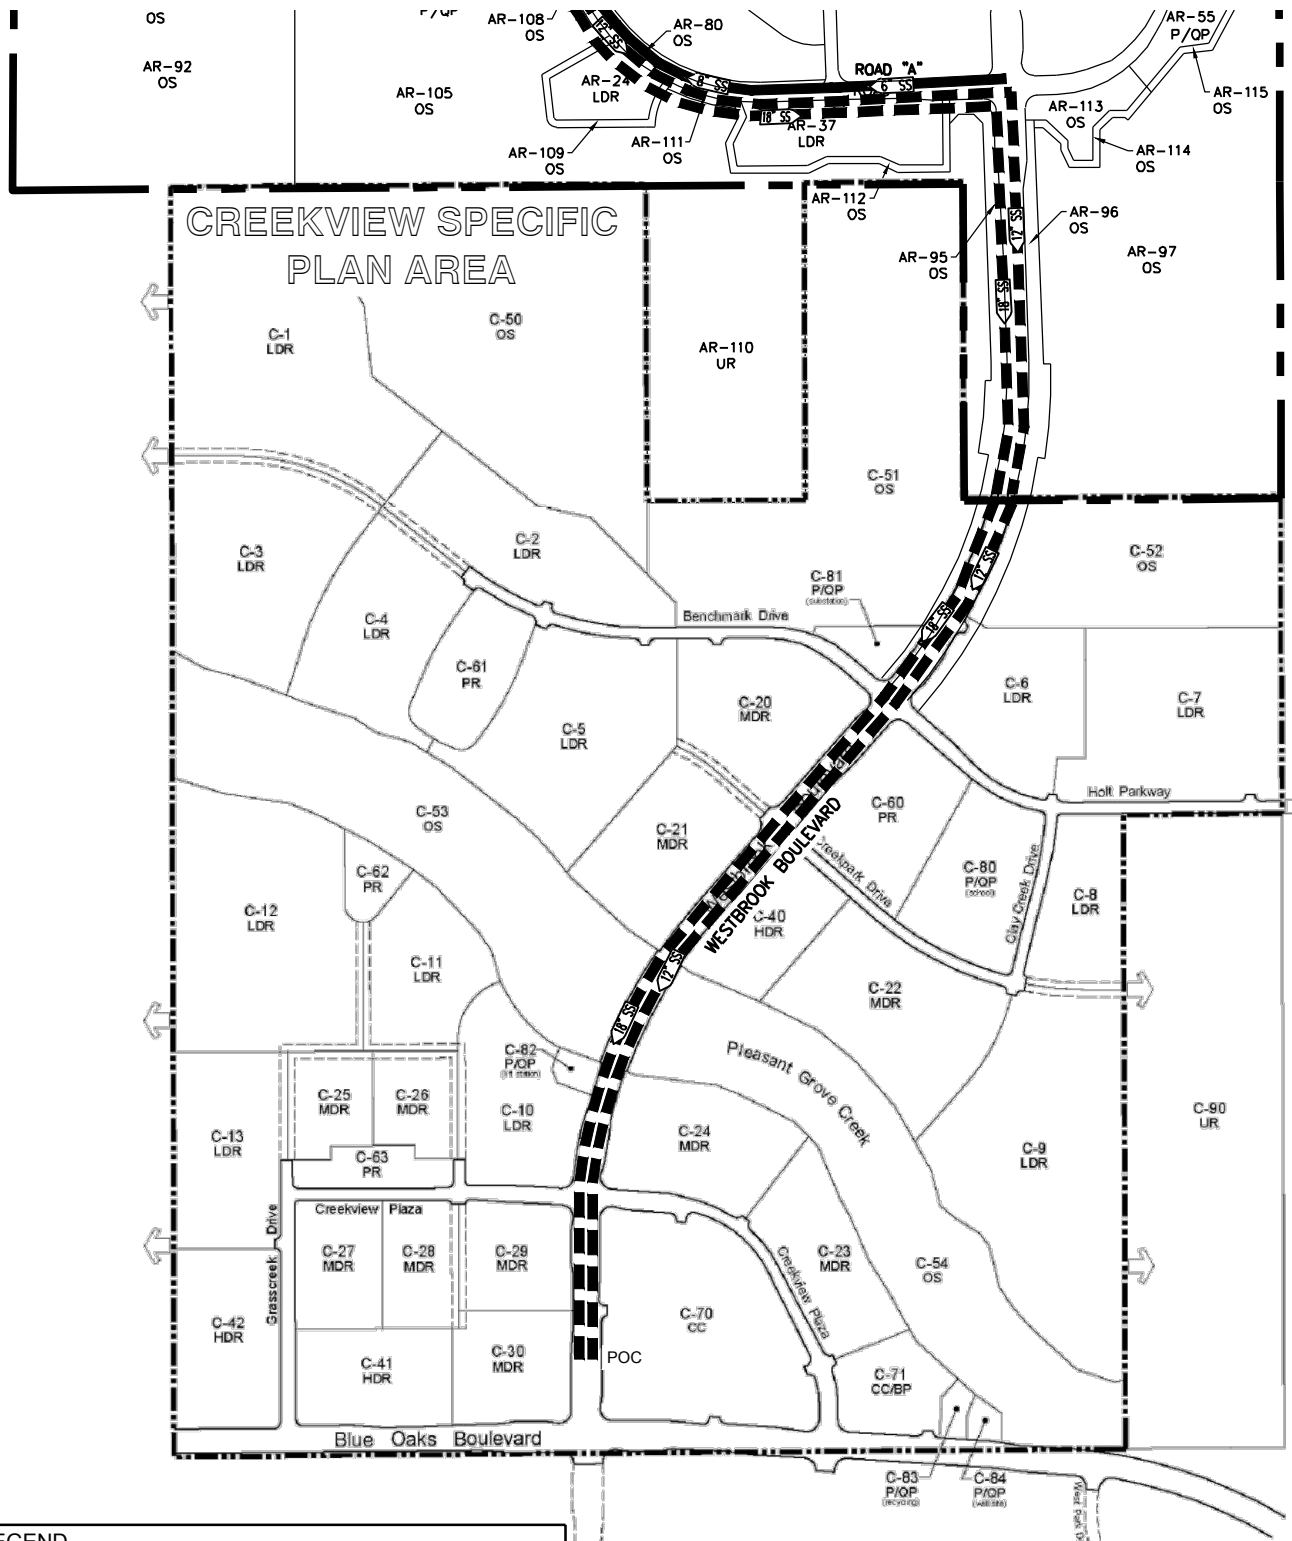 OS
P/QP
AR-108
OS
AR-80
OS
AR-55
P/QP
AR-92
OS
AR-105
OS
12" SS
AR-24
LDR
8" SS
ROAD "A"
6" SS
AR-115
OS
AR-113
OS
18" SS
AR-37
LDR
AR-111
OS
AR-109
OS
AR-114
OS
AR-112
OS
CREEKVIEW SPECIFIC
PLAN AREA
AR-96
OS
12" SS
AR-95
OS
AR-97
OS
18" SS
C-1
LDR
C-50
OS
AR-110
UR
C-51
OS
C-3
LDR
C-2
LDR
C-52
OS
12" SS
C-81
P/QP
(substation)
Benchmark Drive
18" SS
C-4
LDR
C-61
PR
C-6
LDR
C-7
LDR
C-20
MDR
C-5
LDR
Holt Parkway
C-53
OS
C-21
MDR
C-60
PR
WESTBROOK BOULEVARD
Creekpark Drive
C-80
P/QP
(school)
Clay Creek Drive
C-8
LDR
C-62
PR
C-12
LDR
C-40
HDR
C-11
LDR
12" SS
C-22
MDR
18" SS
C-82
P/QP
(lift station)
Pleasant Grove Creek
C-25
MDR
C-26
MDR
C-10
LDR
C-90
UR
C-13
LDR
C-24
MDR
C-9
LDR
C-63
PR
Creekview Plaza
Grasscreek Drive
C-27
MDR
C-28
MDR
C-29
MDR
Creekview Plaza
C-23
MDR
C-54
OS
C-42
HDR
C-70
CC
C-41
HDR
C-30
MDR
POC
C-71
CC/BP
Blue Oaks Boulevard
C-83
P/QP
(recycling)
C-84
P/QP
(well site)
West Park D
EGEND